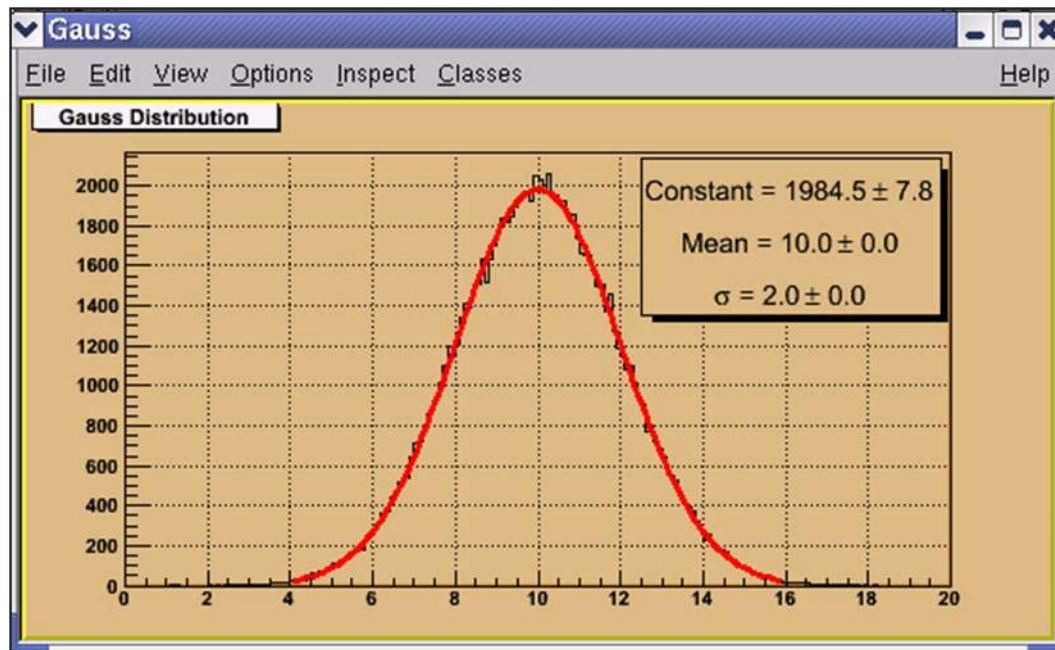 Gauss
File Edit View Options Inspect Classes Help
Gauss Distribution
Constant = 1984.5 ± 7.8
Mean = 10.0 ± 0.0
σ = 2.0 ± 0.0
2000
1800
1600
1400
1200
1000
800
600
400
200
0
0 2 4 6 8 10 12 14 16 18 20